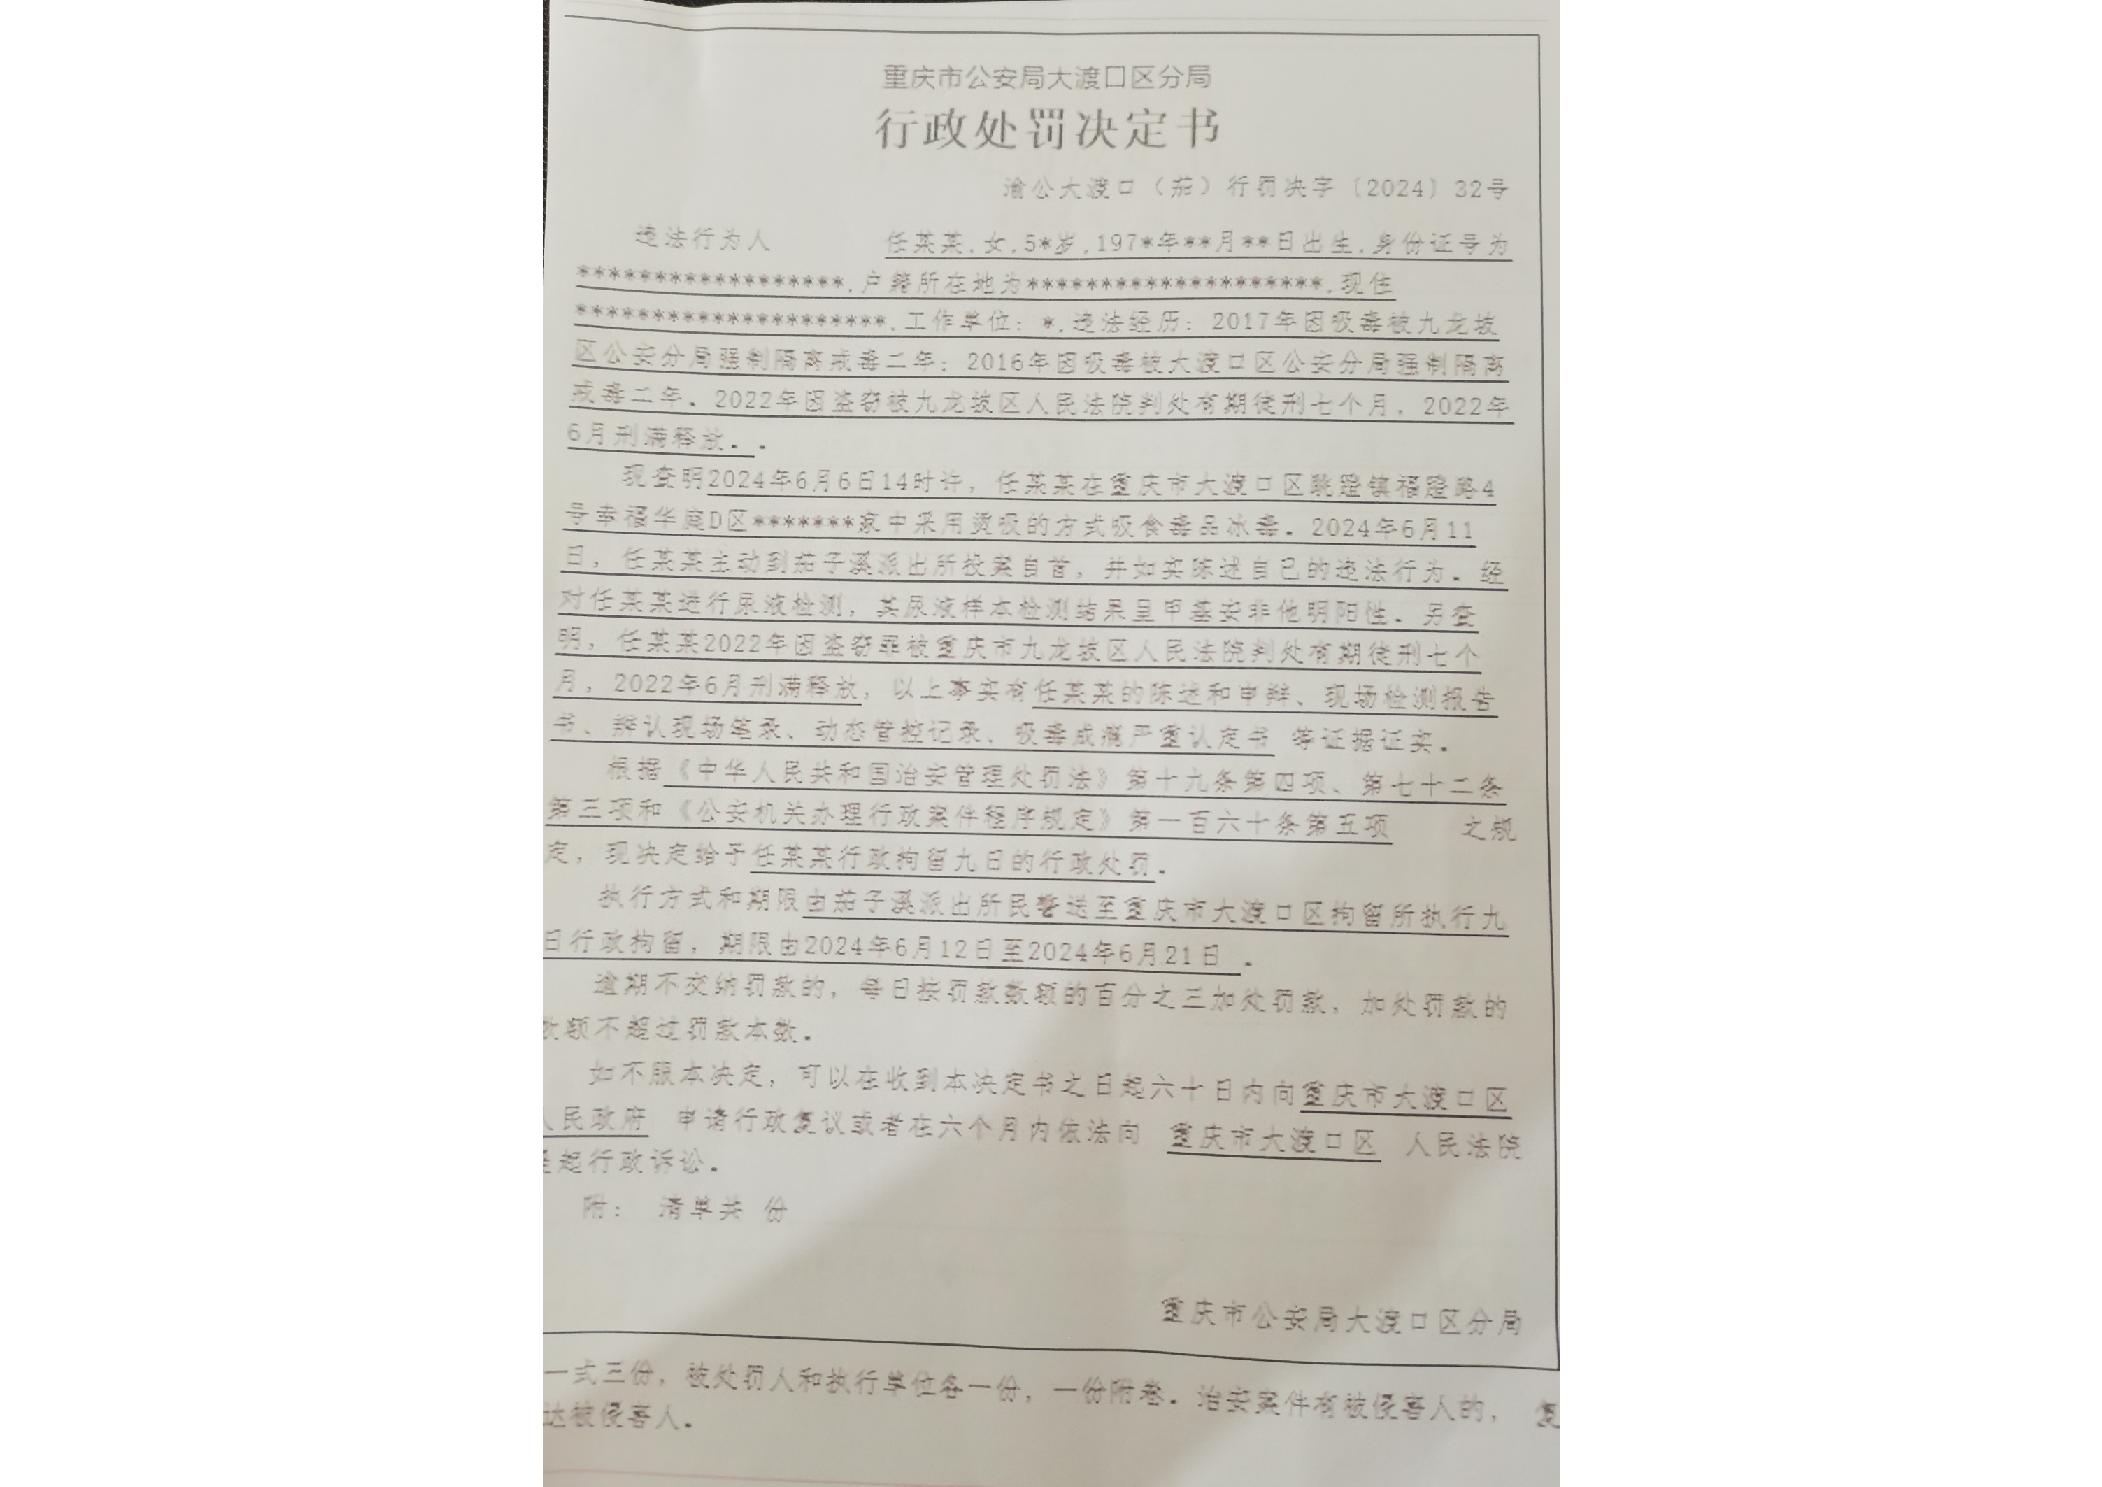 重庆市公安局大渡口区分局
行政处罚决定书
渝公大渡口（茄）行罚决字〔2024〕32号
违法行为人 任某某,女,5*岁,197*年**月**日出生,身份证号为
******************,户籍所在地为********************,现住
*********************,工作单位：*,违法经历：2017年因吸毒被九龙坡
区公安分局强制隔离戒毒二年；2016年因吸毒被大渡口区公安分局强制隔离
戒毒二年、2022年因盗窃被九龙坡区人民法院判处有期徒刑七个月，2022年
6月刑满释放。。
现查明2024年6月6日14时许，任某某在重庆市大渡口区跳蹬镇福蹬路4
号幸福华庭D区*******家中采用烫吸的方式吸食毒品冰毒。2024年6月11
日，任某某主动到茄子溪派出所投案自首，并如实陈述自己的违法行为。经
对任某某进行尿液检测，其尿液样本检测结果呈甲基安非他明阳性。另查
明，任某某2022年因盗窃罪被重庆市九龙坡区人民法院判处有期徒刑七个
月，2022年6月刑满释放，以上事实有任某某的陈述和申辩、现场检测报告
书、辨认现场笔录、动态管控记录、吸毒成瘾严重认定书 等证据证实。
根据《中华人民共和国治安管理处罚法》第十九条第四项、第七十二条
第三项和《公安机关办理行政案件程序规定》第一百六十条第五项 之规
定，现决定给予任某某行政拘留九日的行政处罚。
执行方式和期限由茄子溪派出所民警送至重庆市大渡口区拘留所执行九
日行政拘留，期限由2024年6月12日至2024年6月21日 。
逾期不交纳罚款的，每日按罚款数额的百分之三加处罚款，加处罚款的
数额不超过罚款本数。
如不服本决定，可以在收到本决定书之日起六十日内向重庆市大渡口区
人民政府 申请行政复议或者在六个月内依法向 重庆市大渡口区 人民法院
提起行政诉讼。
附： 清单共 份
重庆市公安局大渡口区分局
一式三份，被处罚人和执行单位各一份，一份附卷。治安案件有被侵害人的， 复
达被侵害人。